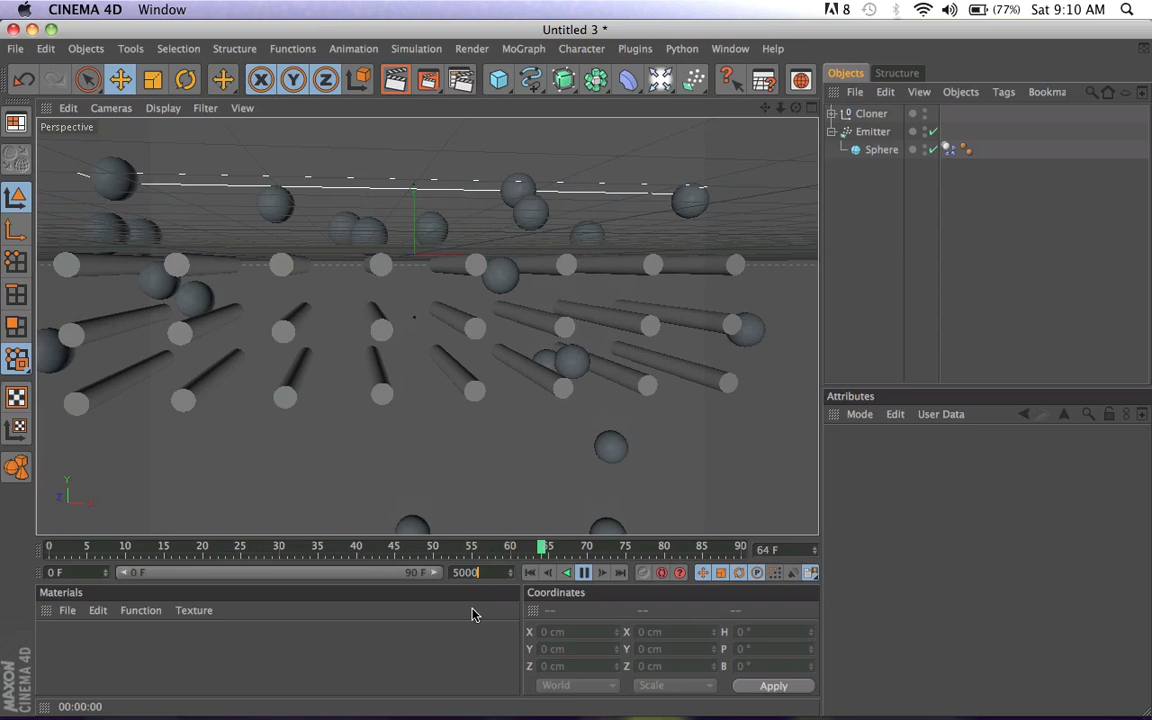 CINEMA 4D Window 8 (77%) Sat 9:10 AM
Untitled 3 *
File Edit Objects Tools Selection Structure Functions Animation Simulation Render MoGraph Character Plugins Python Window Help
X Y Z
Objects Structure
File Edit View Objects Tags Bookma
Cloner
Emitter
Sphere
Edit Cameras Display Filter View
Perspective
Attributes
Mode Edit User Data
Y
Z X
0 5 10 15 20 25 30 35 40 45 50 55 60 65 70 75 80 85 90 64 F
0 F 0 F 90 F 5000
Materials
File Edit Function Texture
Coordinates
-- -- --
X 0 cm X 0 cm H 0 °
Y 0 cm Y 0 cm P 0 °
Z 0 cm Z 0 cm B 0 °
World Scale Apply
MAXON
CINEMA 4D
00:00:00